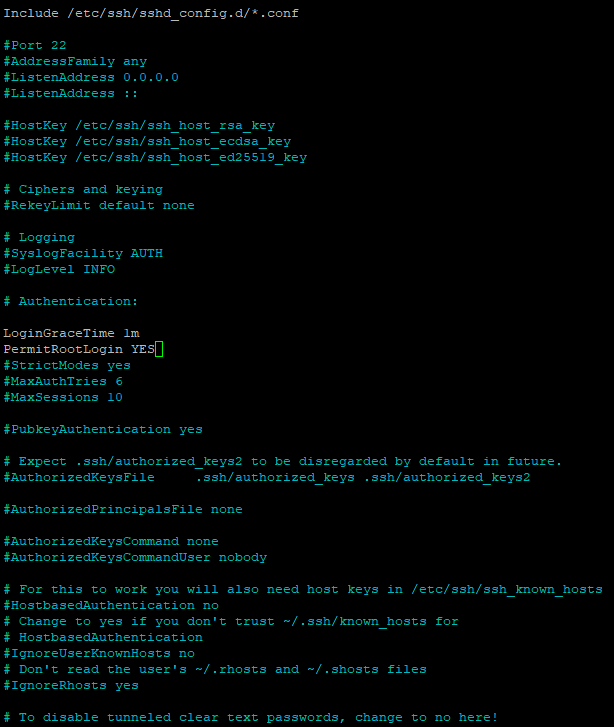 Include /etc/ssh/sshd_config.d/*.conf
#Port 22
#AddressFamily any
#ListenAddress 0.0.0.0
#ListenAddress ::
#HostKey /etc/ssh/ssh_host_rsa_key
#HostKey /etc/ssh/ssh_host_ecdsa_key
#HostKey /etc/ssh/ssh_host_ed25519_key
# Ciphers and keying
#RekeyLimit default none
# Logging
#SyslogFacility AUTH
#LogLevel INFO
# Authentication:
LoginGraceTime 1m
PermitRootLogin YES
#StrictModes yes
#MaxAuthTries 6
#MaxSessions 10
#PubkeyAuthentication yes
# Expect .ssh/authorized_keys2 to be disregarded by default in future.
#AuthorizedKeysFile     .ssh/authorized_keys .ssh/authorized_keys2
#AuthorizedPrincipalsFile none
#AuthorizedKeysCommand none
#AuthorizedKeysCommandUser nobody
# For this to work you will also need host keys in /etc/ssh/ssh_known_hosts
#HostbasedAuthentication no
# Change to yes if you don't trust ~/.ssh/known_hosts for
# HostbasedAuthentication
#IgnoreUserKnownHosts no
# Don't read the user's ~/.rhosts and ~/.shosts files
#IgnoreRhosts yes
# To disable tunneled clear text passwords, change to no here!